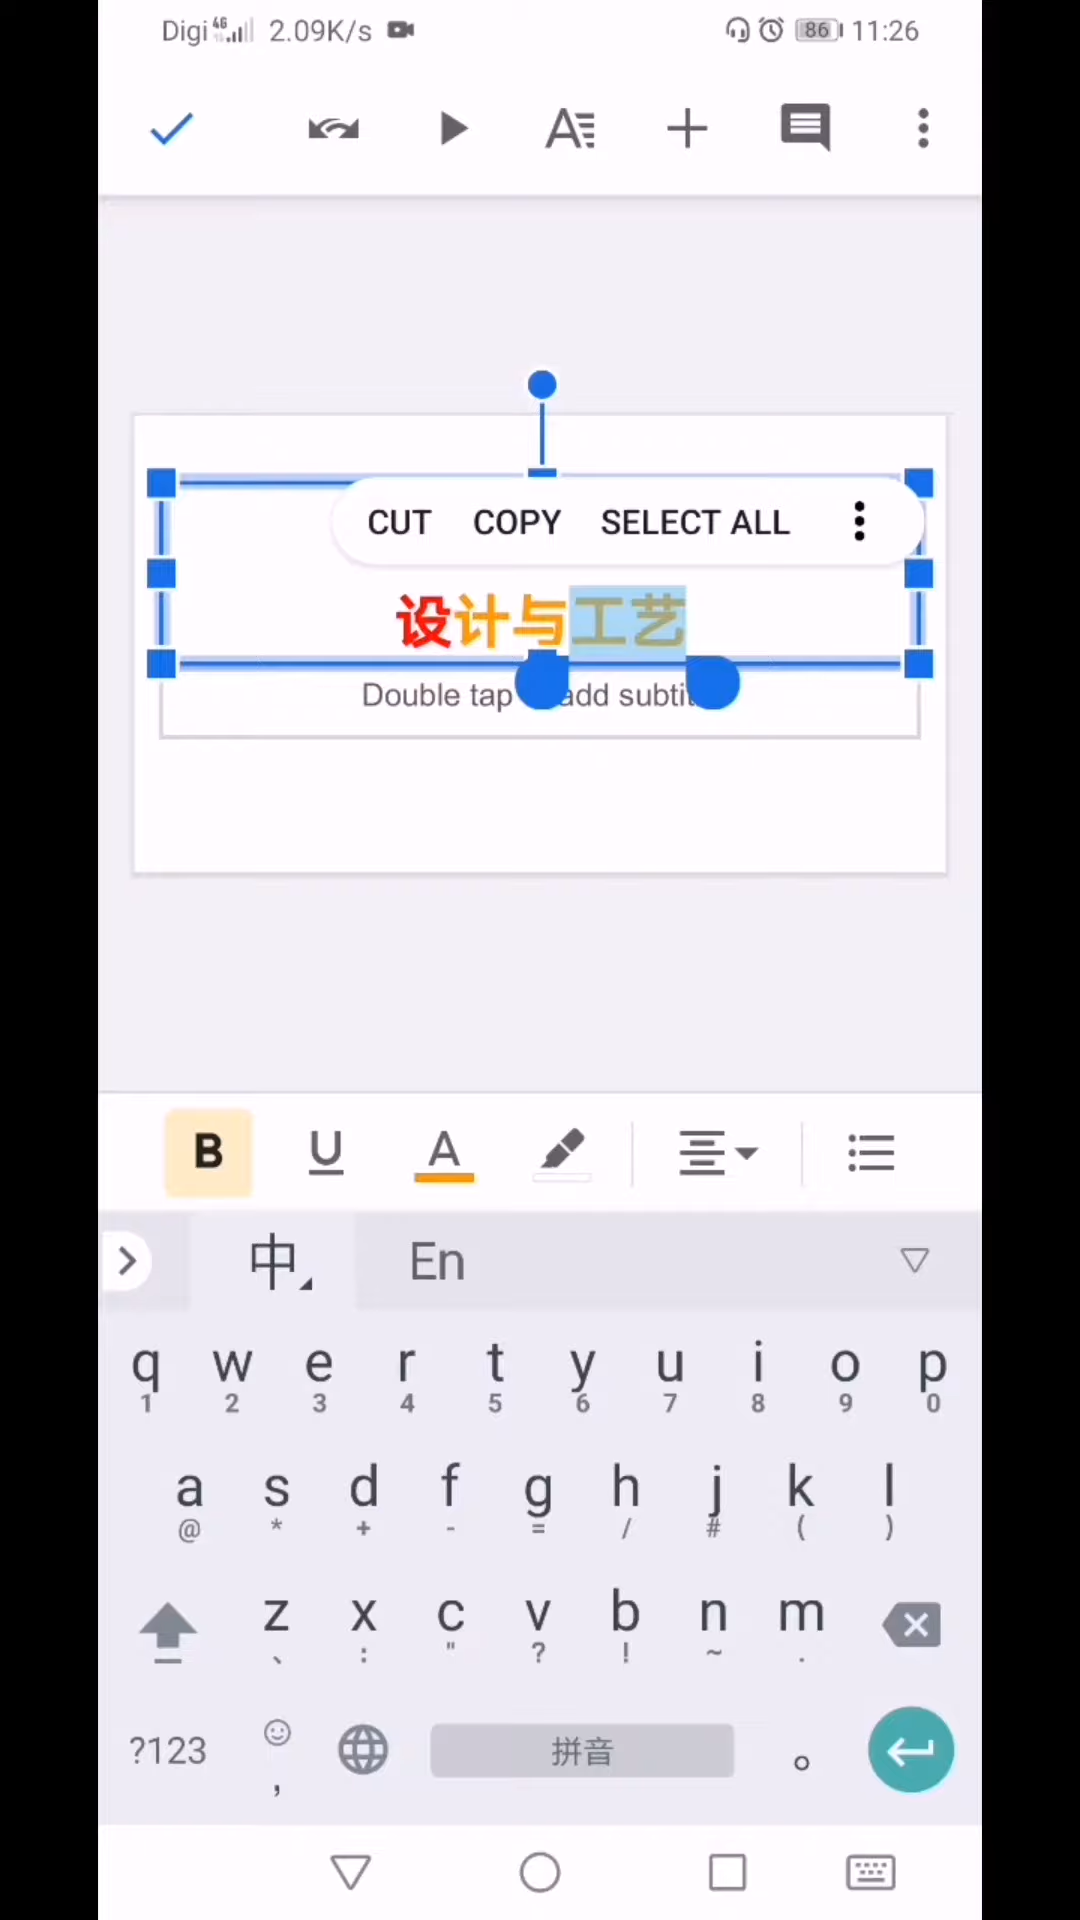 Digi 4G 2.09K/s 86 11:26
CUT COPY SELECT ALL
设计与工艺
Double tap add subti
B U A
中 En
q w e r t y u i o p
1 2 3 4 5 6 7 8 9 0
a s d f g h j k l
@ * + - = / # ( )
z x c v b n m
、 : " ? ! ~ .
?123 , 拼音 。